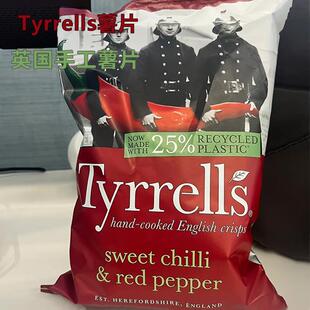 Tyrrells薯片
英国手工薯片
NOW
MADE
WITH
25% RECYCLED
PLASTIC*
Tyrrells®
hand-cooked English crisps
sweet chilli
& red pepper
EST. HEREFORDSHIRE, ENGLAND